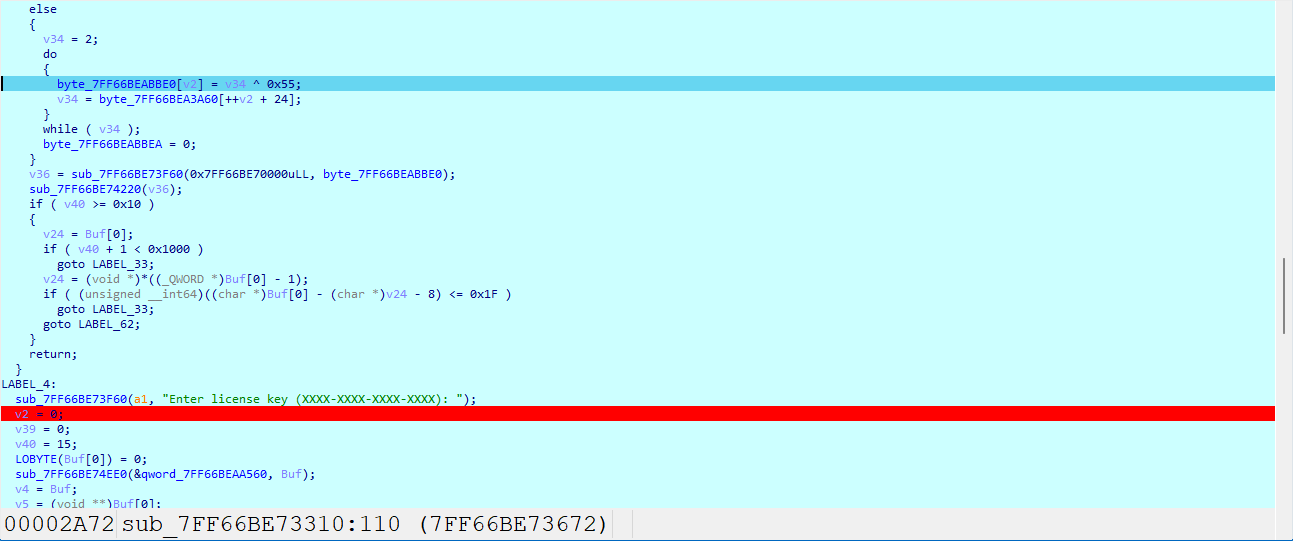 else
{
v34 = 2;
do
{
byte_7FF66BEABBE0[v2] = v34 ^ 0x55;
v34 = byte_7FF66BEA3A60[++v2 + 24];
}
while ( v34 );
byte_7FF66BEABBEA = 0;
}
v36 = sub_7FF66BE73F60(0x7FF66BE70000uLL, byte_7FF66BEABBE0);
sub_7FF66BE74220(v36);
if ( v40 >= 0x10 )
{
v24 = Buf[0];
if ( v40 + 1 < 0x1000 )
goto LABEL_33;
v24 = (void *)*((_QWORD *)Buf[0] - 1);
if ( (unsigned __int64)((char *)Buf[0] - (char *)v24 - 8) <= 0x1F )
goto LABEL_33;
goto LABEL_62;
}
return;
}
LABEL_4:
sub_7FF66BE73F60(a1, "Enter license key (XXXX-XXXX-XXXX-XXXX): ");
v2 = 0;
v39 = 0;
v40 = 15;
LOBYTE(Buf[0]) = 0;
sub_7FF66BE74EE0(&qword_7FF66BEAA560, Buf);
v4 = Buf;
v5 = (void **)Buf[0];
00002A72 sub_7FF66BE73310:110 (7FF66BE73672)